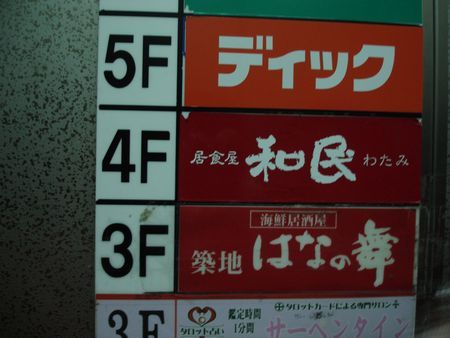 5F
ディック
4F
居食屋 和民 わたみ
3F
海鮮居酒屋
築地 はなの舞
3F
タロット占い
鑑定時間
1分間
タロットカードによる専門サロン
サーペンタイン